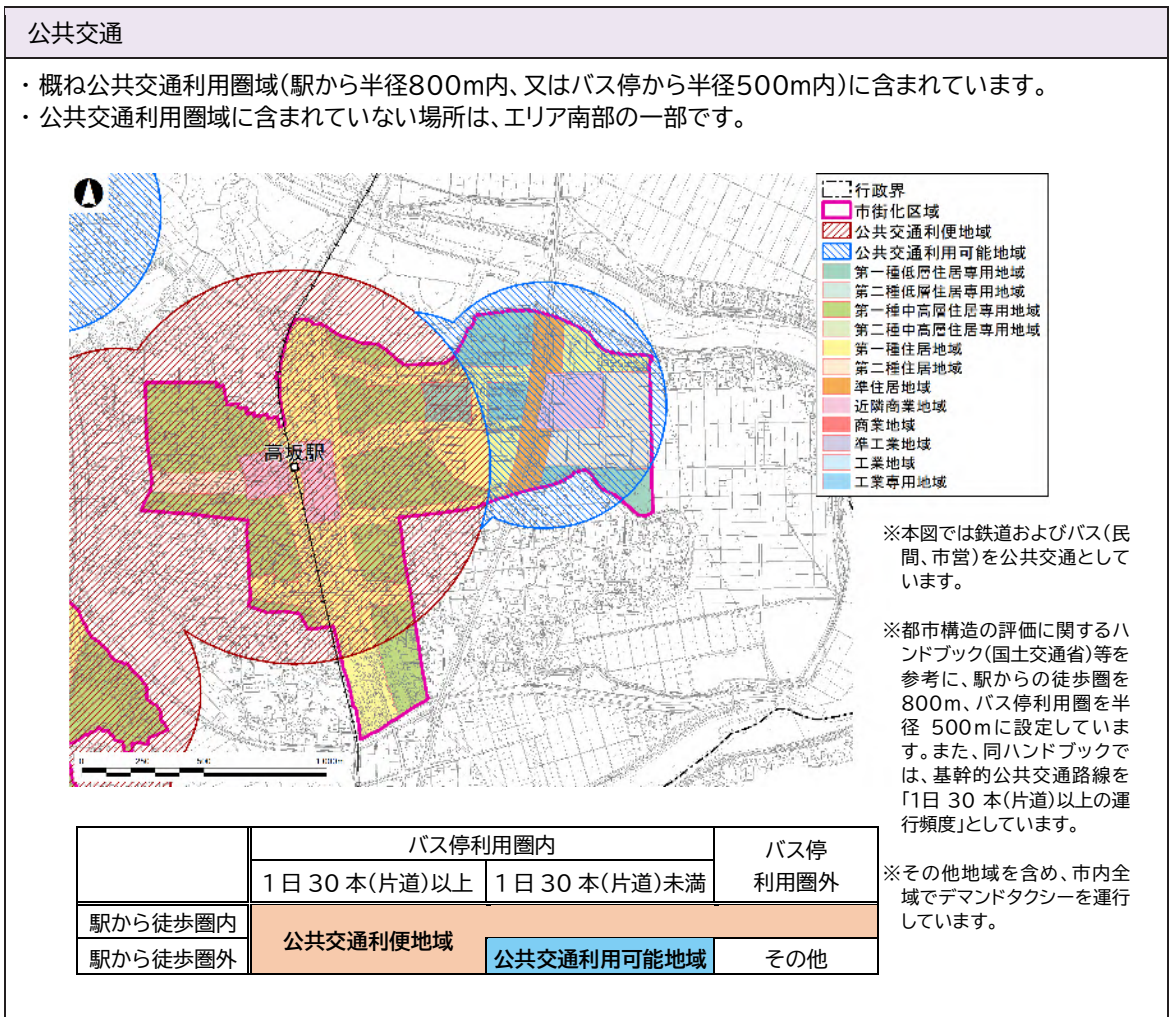 公共交通
・概ね公共交通利用圏域(駅から半径800m内、又はバス停から半径500m内)に含まれています。
・公共交通利用圏域に含まれていない場所は、エリア南部の一部です。
行政界
市街化区域
公共交通利便地域
公共交通利用可能地域
第一種低層住居専用地域
第二種低層住居専用地域
第一種中高層住居専用地域
第二種中高層住居専用地域
第一種住居地域
第二種住居地域
準住居地域
近隣商業地域
商業地域
準工業地域
工業地域
工業専用地域
高坂駅
0 250 500 1,000m
※本図では鉄道およびバス(民
間、市営)を公共交通として
います。
※都市構造の評価に関するハ
ンドブック(国土交通省)等を
参考に、駅からの徒歩圏を
800m、バス停利用圏を半
径 500mに設定していま
す。また、同ハンドブックで
は、基幹的公共交通路線を
「1日 30 本(片道)以上の運
行頻度」としています。
※その他地域を含め、市内全
域でデマンドタクシーを運行
しています。
バス停利用圏内
バス停
利用圏外
1日 30 本(片道)以上
1日 30 本(片道)未満
駅から徒歩圏内
公共交通利便地域
駅から徒歩圏外
公共交通利用可能地域
その他